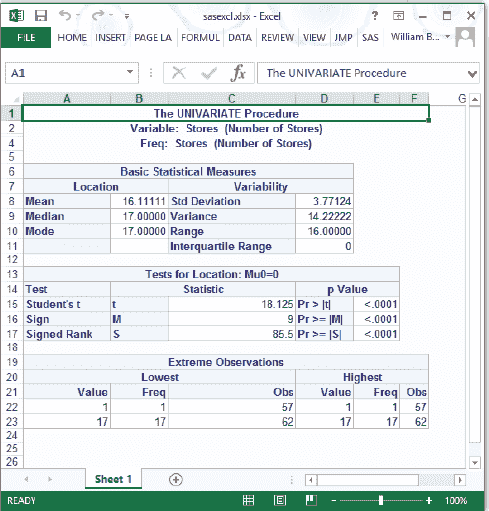 sasexcl.xlsx - Excel
FILE HOME INSERT PAGE LA FORMUL DATA REVIEW VIEW JMP SAS William B...
A1 fx The UNIVARIATE Procedure
A B C D E F G
1 The UNIVARIATE Procedure
2 Variable: Stores (Number of Stores)
4 Freq: Stores (Number of Stores)
5
6 Basic Statistical Measures
7 Location Variability
8 Mean 16.11111 Std Deviation 3.77124
9 Median 17.00000 Variance 14.22222
10 Mode 17.00000 Range 16.00000
11 Interquartile Range 0
12
13 Tests for Location: Mu0=0
14 Test Statistic p Value
15 Student's t t 18.125 Pr > |t| <.0001
16 Sign M 9 Pr >= |M| <.0001
17 Signed Rank S 85.5 Pr >= |S| <.0001
18
19 Extreme Observations
20 Lowest Highest
21 Value Freq Obs Value Freq Obs
22 1 1 57 1 1 57
23 17 17 62 17 17 62
24
25
26
Sheet 1
READY 100%